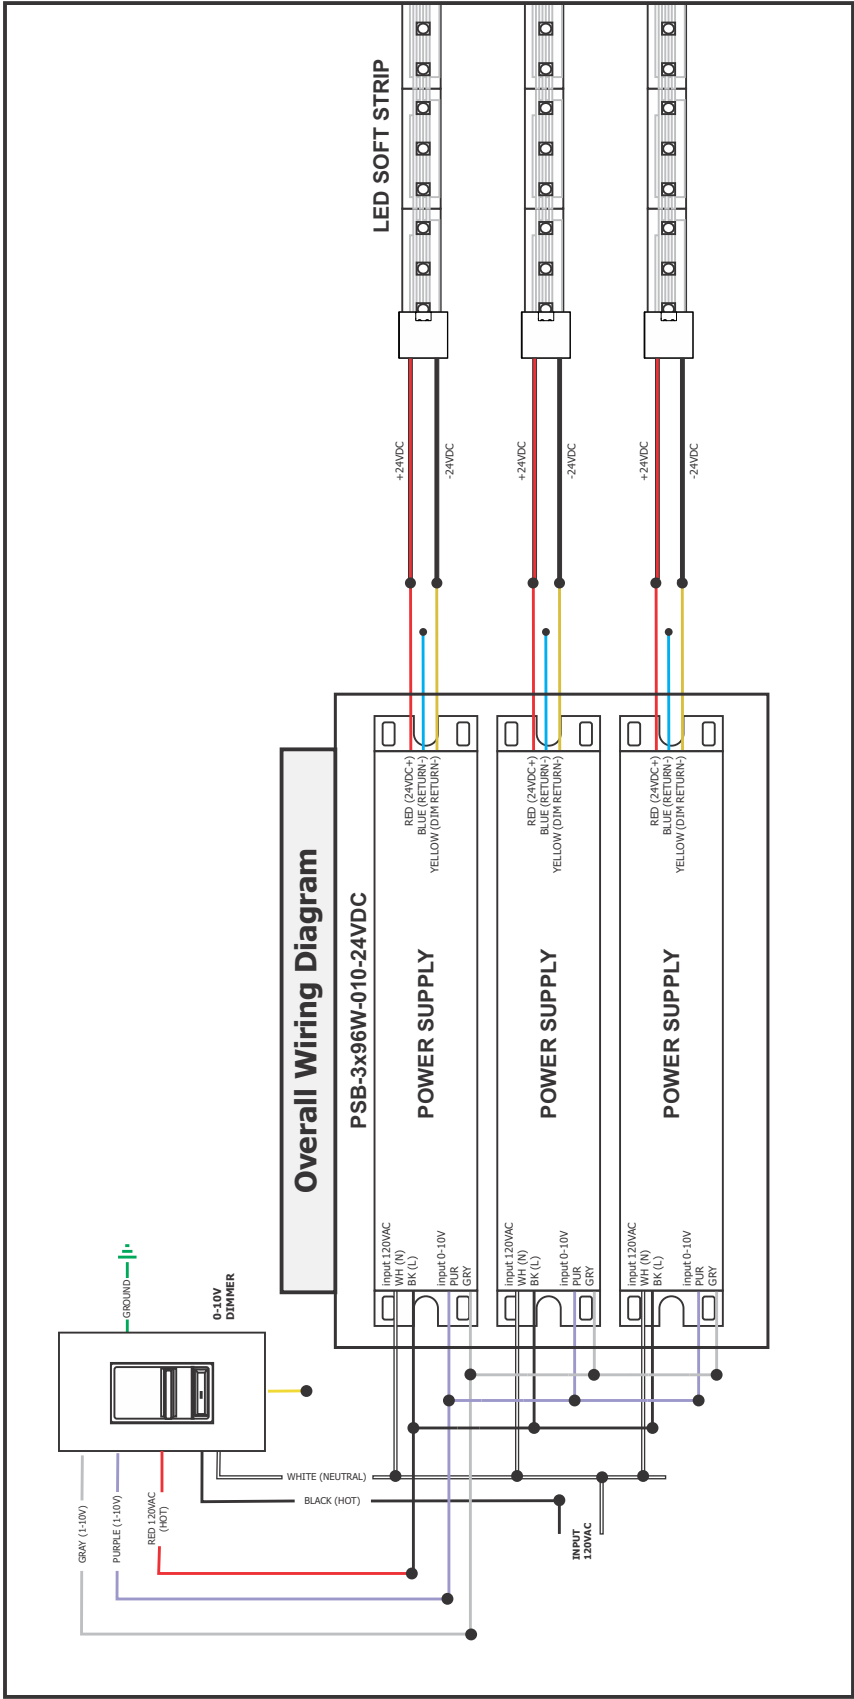 Overall Wiring Diagram
LED SOFT STRIP
+24VDC
-24VDC
+24VDC
-24VDC
+24VDC
-24VDC
PSB-3x96W-010-24VDC
RED (24VDC+)
BLUE (RETURN-)
YELLOW (DIM RETURN-)
POWER SUPPLY
input 120VAC
WH (N)
BK (L)
input 0-10V
PUR
GRY
RED (24VDC+)
BLUE (RETURN-)
YELLOW (DIM RETURN-)
POWER SUPPLY
input 120VAC
WH (N)
BK (L)
input 0-10V
PUR
GRY
RED (24VDC+)
BLUE (RETURN-)
YELLOW (DIM RETURN-)
POWER SUPPLY
input 120VAC
WH (N)
BK (L)
input 0-10V
PUR
GRY
GROUND
0-10V
DIMMER
GRAY (1-10V)
PURPLE (1-10V)
RED 120VAC
(HOT)
WHITE (NEUTRAL)
BLACK (HOT)
INPUT
120VAC